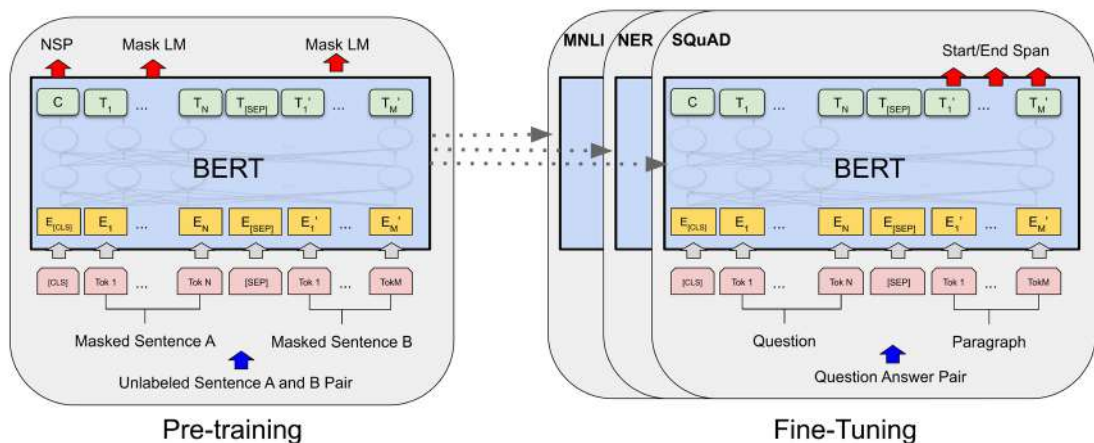 NSP Mask LM Mask LM
C T1 ... TN T[SEP] T1' ... TM'
BERT
E[CLS] E1 ... EN E[SEP] E1' ... EM'
[CLS] Tok 1 ... Tok N [SEP] Tok 1 ... TokM
Masked Sentence A Masked Sentence B
Unlabeled Sentence A and B Pair
Pre-training
MNLI NER SQuAD
Start/End Span
C T1 ... TN T[SEP] T1' ... TM'
BERT
E[CLS] E1 ... EN E[SEP] E1' ... EM'
[CLS] Tok 1 ... Tok N [SEP] Tok 1 ... TokM
Question Paragraph
Question Answer Pair
Fine-Tuning